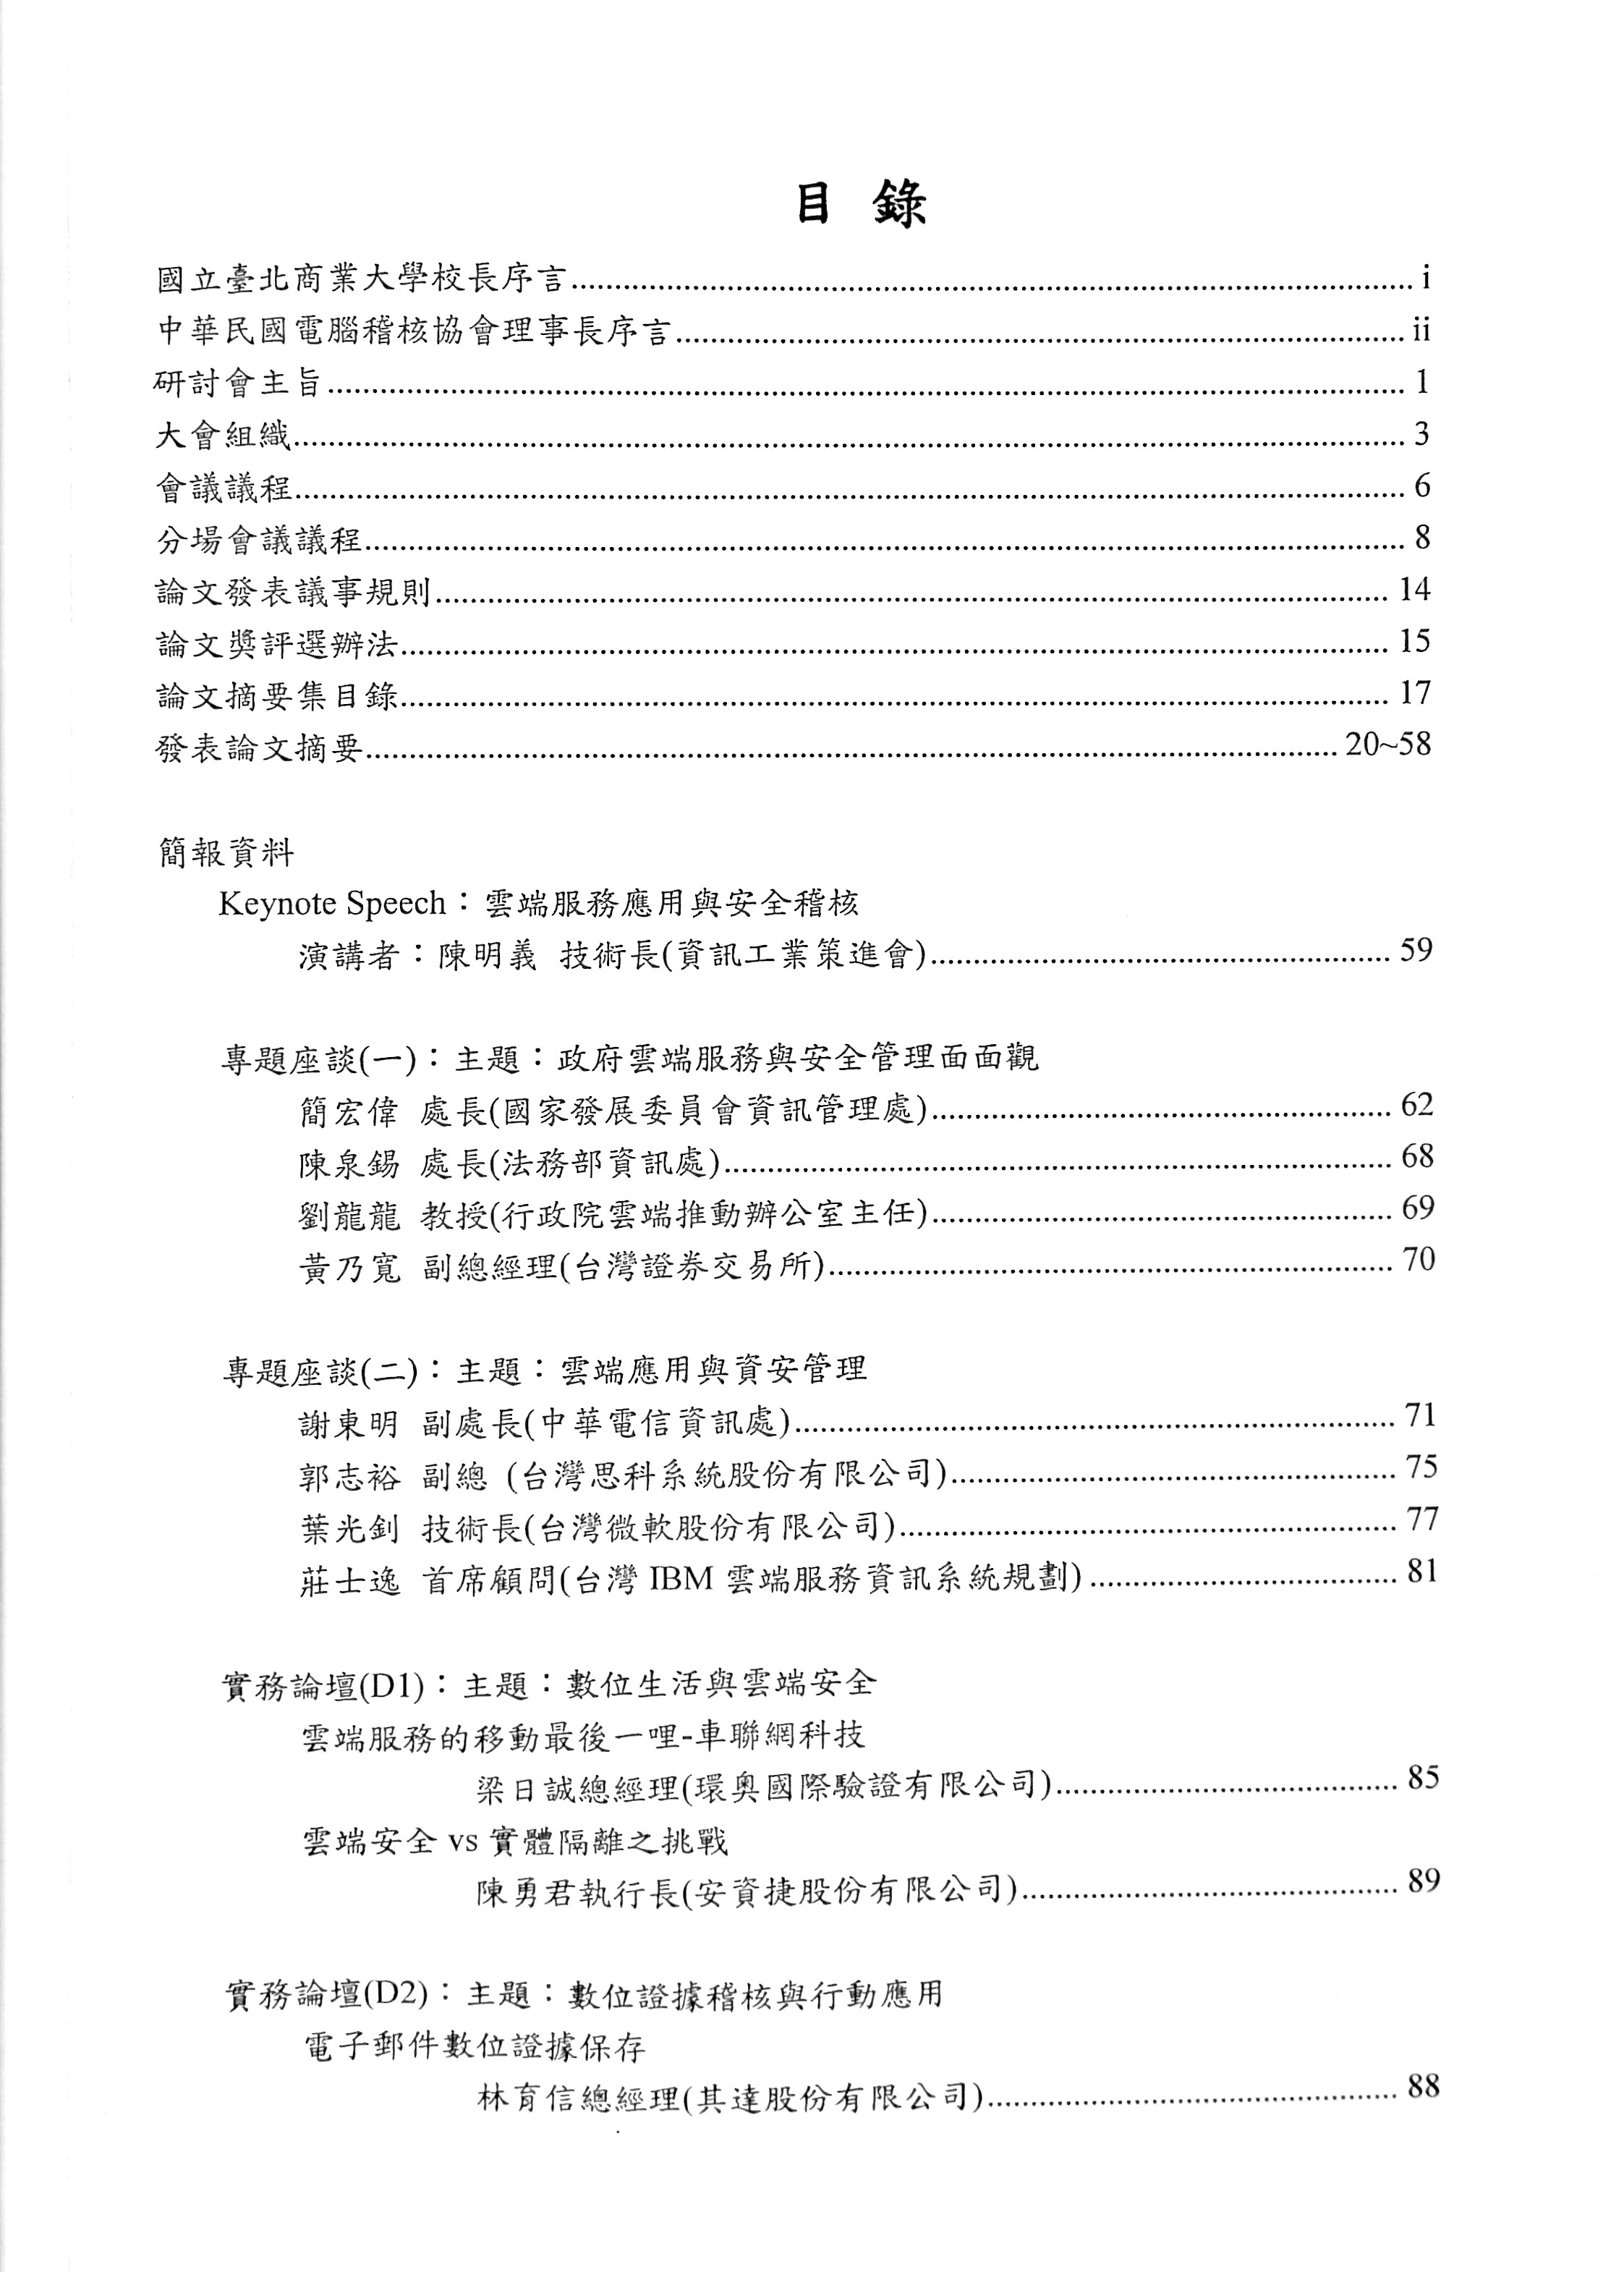 目 錄
國立臺北商業大學校長序言 i
中華民國電腦稽核協會理事長序言 ii
研討會主旨 1
大會組織 3
會議議程 6
分場會議議程 8
論文發表議事規則 14
論文獎評選辦法 15
論文摘要集目錄 17
發表論文摘要 20~58
簡報資料
Keynote Speech：雲端服務應用與安全稽核
演講者：陳明義 技術長(資訊工業策進會) 59
專題座談(一)：主題：政府雲端服務與安全管理面面觀
簡宏偉 處長(國家發展委員會資訊管理處) 62
陳泉錫 處長(法務部資訊處) 68
劉龍龍 教授(行政院雲端推動辦公室主任) 69
黃乃寬 副總經理(台灣證券交易所) 70
專題座談(二)：主題：雲端應用與資安管理
謝東明 副處長(中華電信資訊處) 71
郭志裕 副總 (台灣思科系統股份有限公司) 75
葉光釗 技術長(台灣微軟股份有限公司) 77
莊士逸 首席顧問(台灣 IBM 雲端服務資訊系統規劃) 81
實務論壇(D1)：主題：數位生活與雲端安全
雲端服務的移動最後一哩-車聯網科技
梁日誠總經理(環奧國際驗證有限公司) 85
雲端安全 vs 實體隔離之挑戰
陳勇君執行長(安資捷股份有限公司) 89
實務論壇(D2)：主題：數位證據稽核與行動應用
電子郵件數位證據保存
林育信總經理(其達股份有限公司) 88